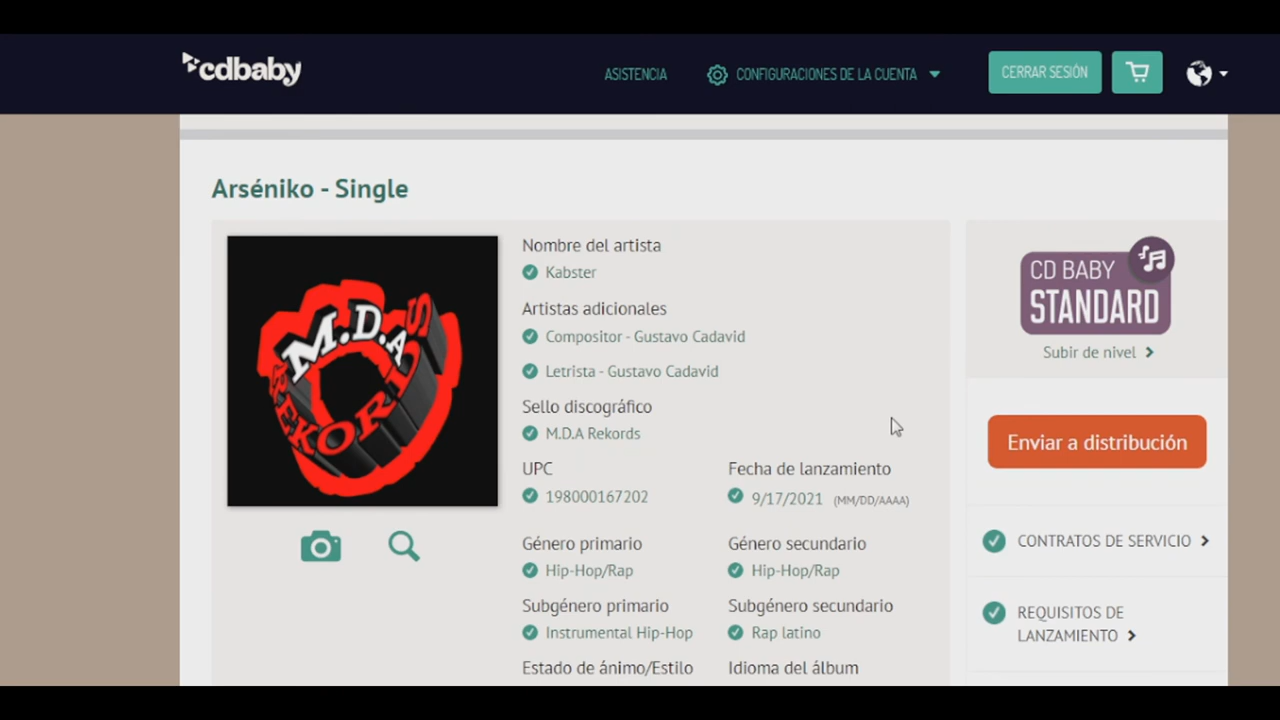 cdbaby
ASISTENCIA
CONFIGURACIONES DE LA CUENTA
CERRAR SESIÓN
Arséniko - Single
M.D.A
REKORDS
Nombre del artista
Kabster
Artistas adicionales
Compositor - Gustavo Cadavid
Letrista - Gustavo Cadavid
Sello discográfico
M.D.A Rekords
UPC
198000167202
Fecha de lanzamiento
9/17/2021 (MM/DD/AAAA)
Género primario
Hip-Hop/Rap
Género secundario
Hip-Hop/Rap
Subgénero primario
Instrumental Hip-Hop
Subgénero secundario
Rap latino
Estado de ánimo/Estilo
Idioma del álbum
CD BABY
STANDARD
Subir de nivel
Enviar a distribución
CONTRATOS DE SERVICIO
REQUISITOS DE
LANZAMIENTO